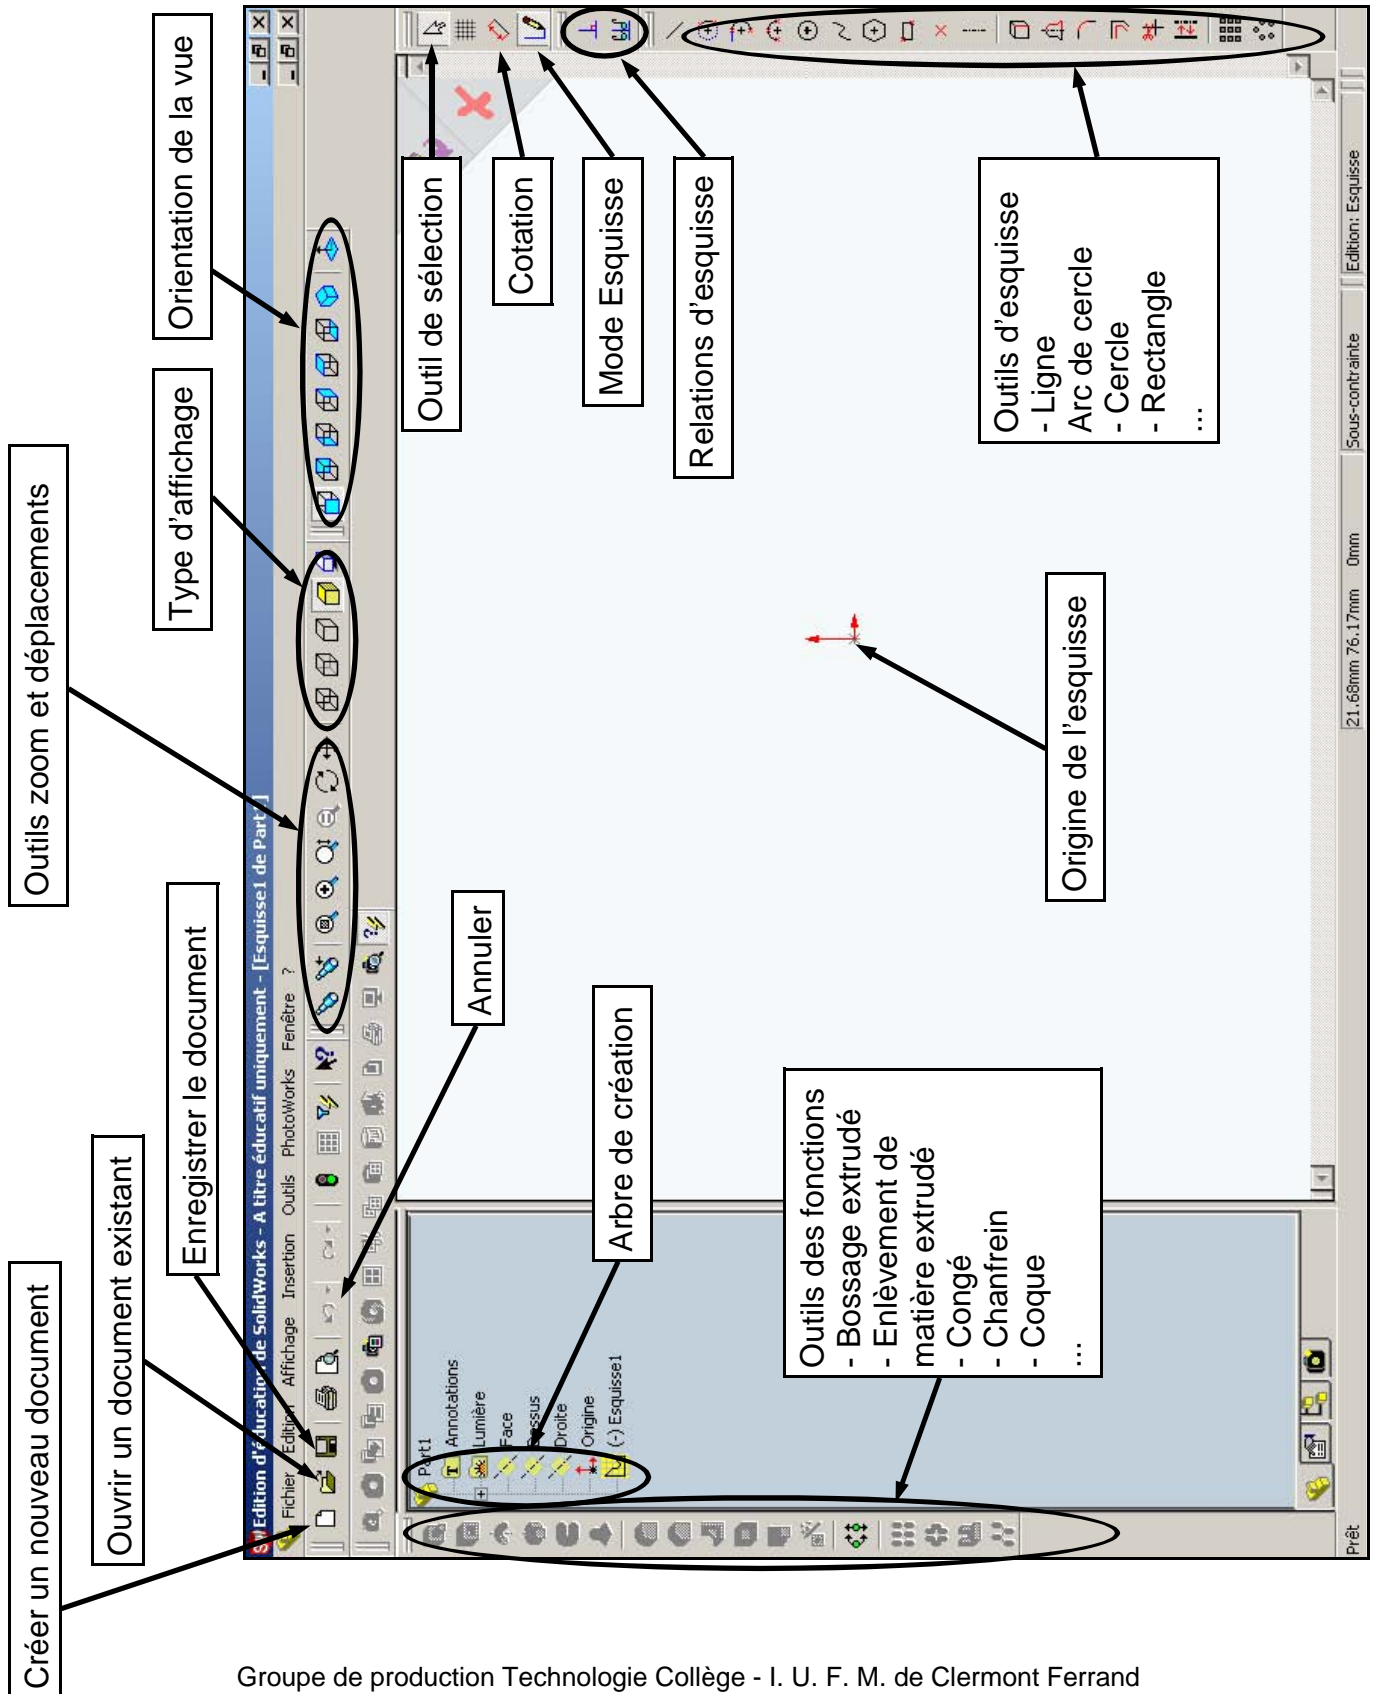 Créer un nouveau document
Ouvrir un document existant
Enregistrer le document
Outils zoom et déplacements
Type d'affichage
Orientation de la vue
Edition d'éducation de SolidWorks - A titre éducatif uniquement - [Esquisse1 de Part1]
Fichier Edition Affichage Insertion Outils PhotoWorks Fenêtre ?
Annuler
Outil de sélection
Cotation
Mode Esquisse
Relations d'esquisse
Part1
Annotations
Lumière
Face
Dessus
Droite
Origine
(-) Esquisse1
Arbre de création
Outils des fonctions
- Bossage extrudé
- Enlèvement de
matière extrudé
- Congé
- Chanfrein
- Coque
...
Origine de l'esquisse
Outils d'esquisse
- Ligne
Arc de cercle
- Cercle
- Rectangle
...
Prêt
21.68mm 76.17mm 0mm
Sous-contrainte
Edition: Esquisse
Groupe de production Technologie Collège - I. U. F. M. de Clermont Ferrand